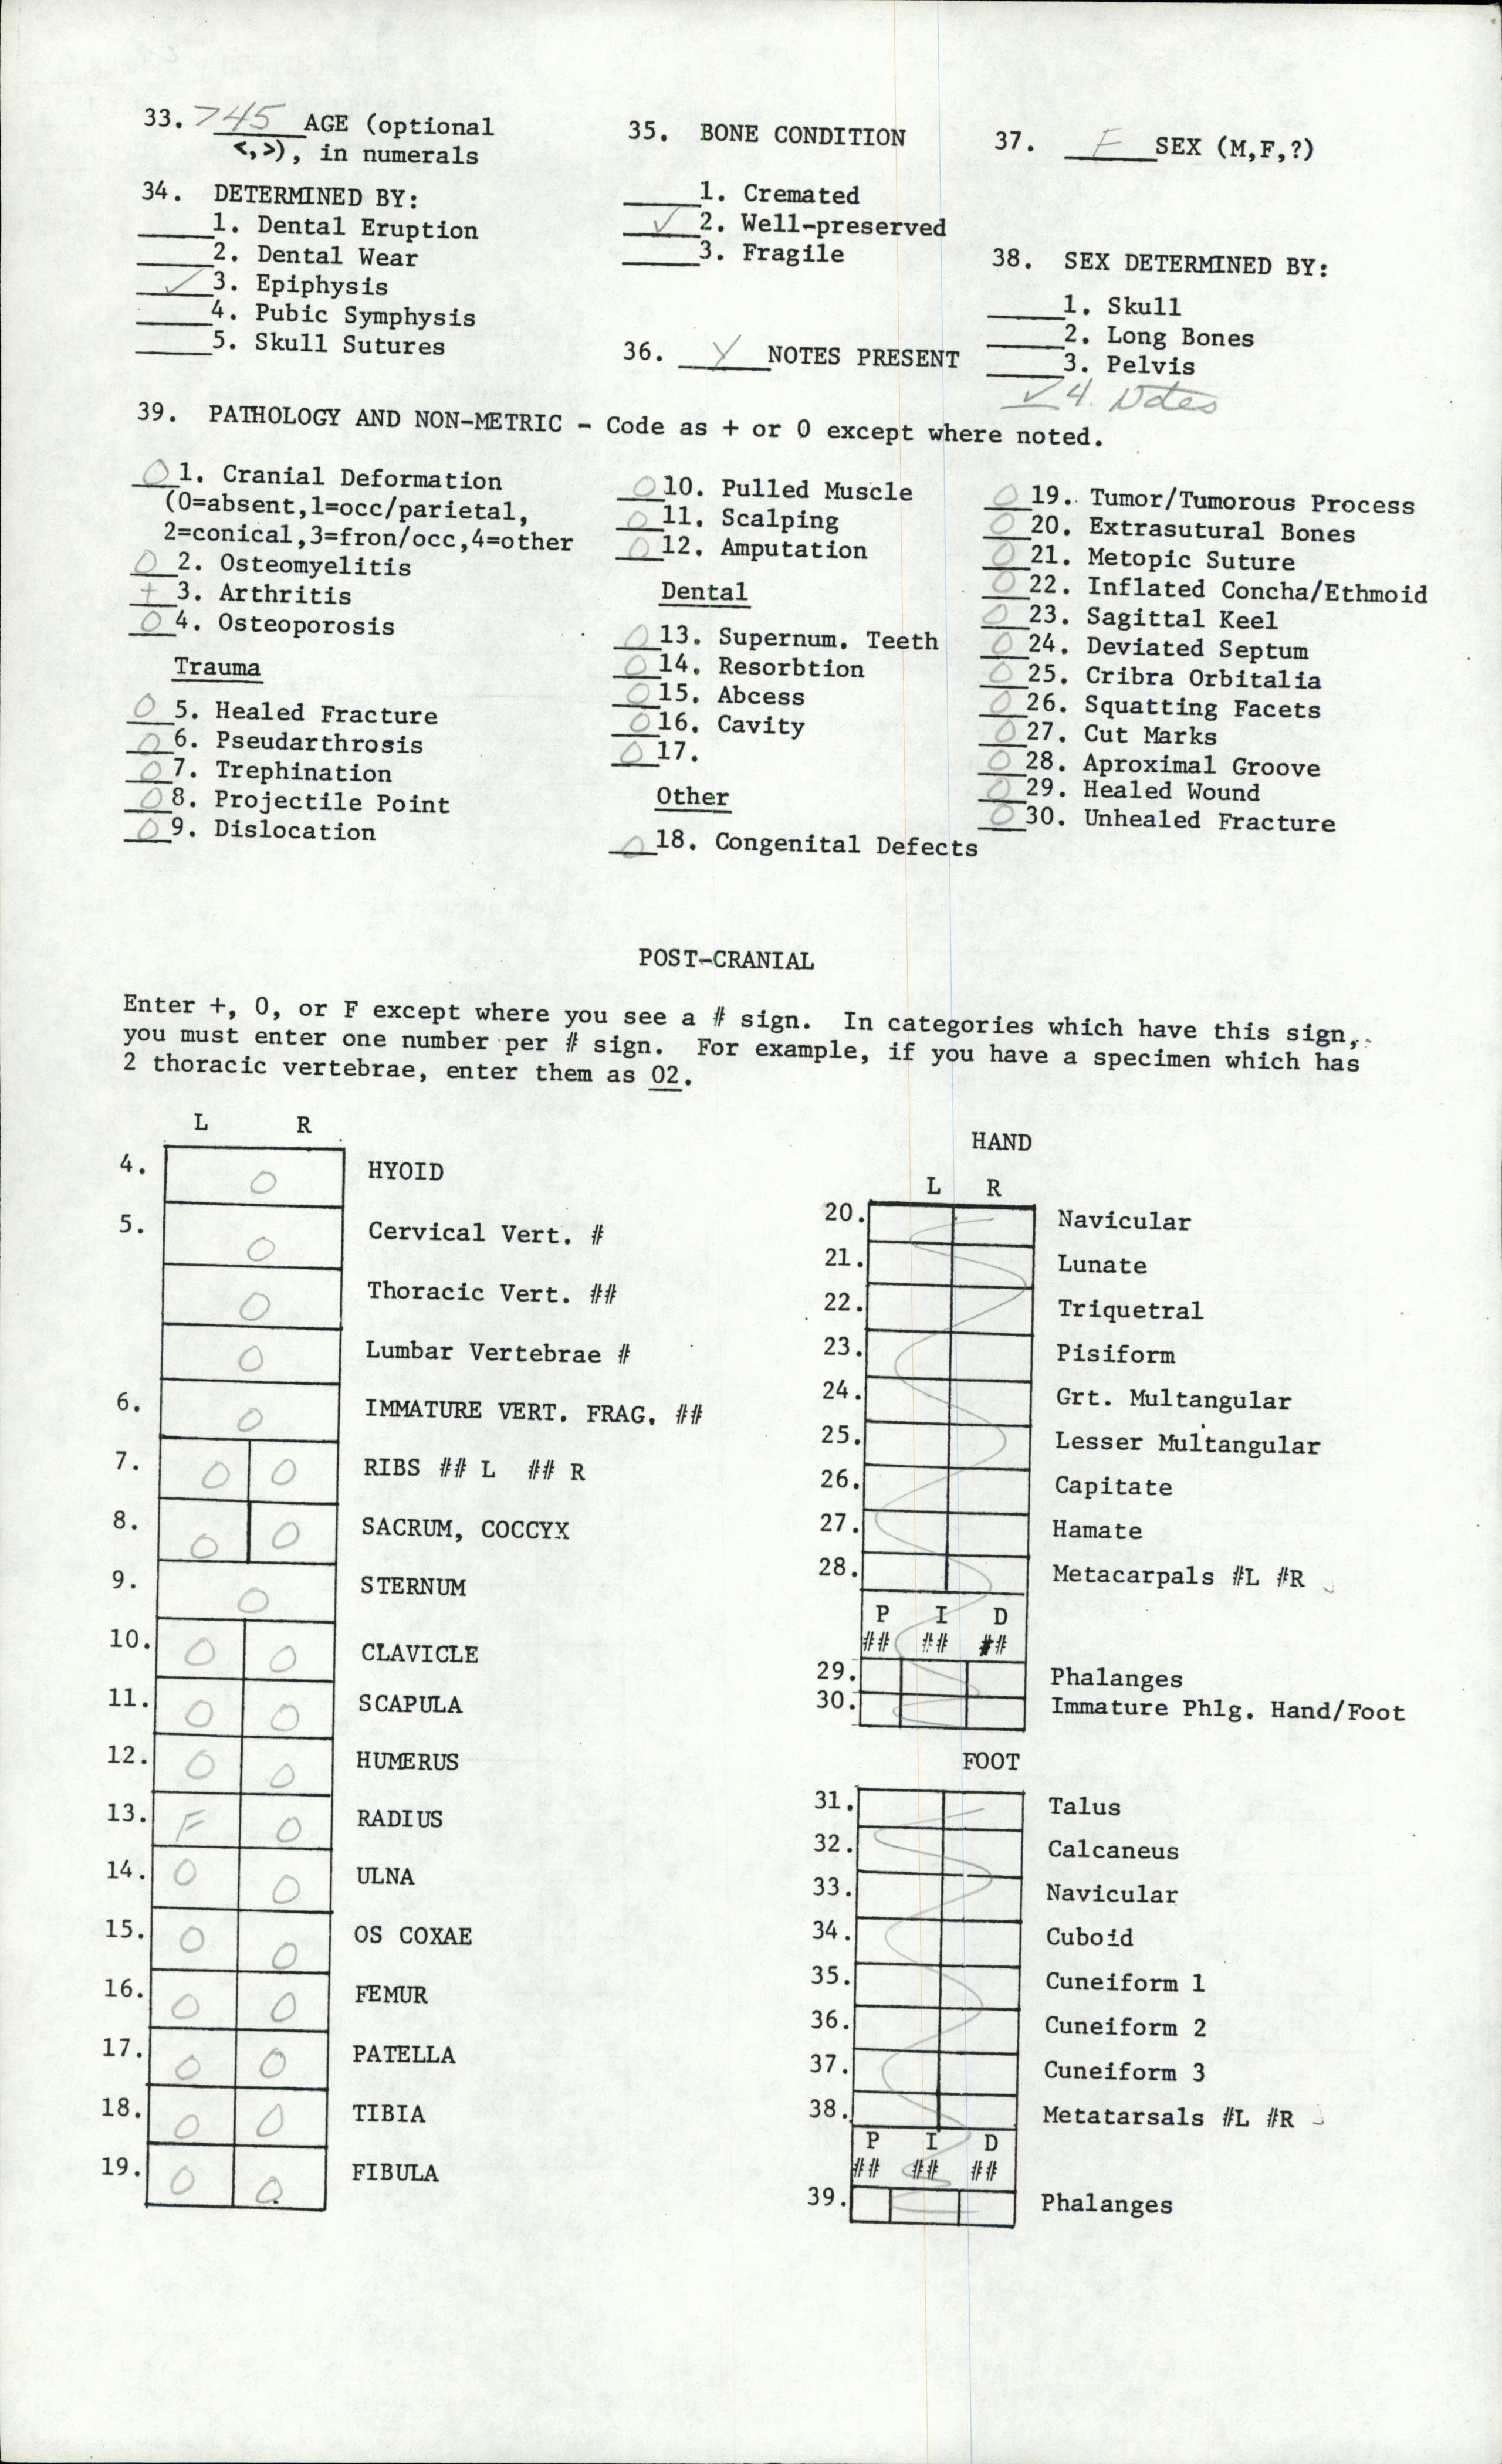 33. >45 AGE (optional
<,>), in numerals
34. DETERMINED BY:
1. Dental Eruption
2. Dental Wear
✓ 3. Epiphysis
4. Pubic Symphysis
5. Skull Sutures
35. BONE CONDITION
1. Cremated
✓ 2. Well-preserved
3. Fragile
36. Y NOTES PRESENT
37. F SEX (M,F,?)
38. SEX DETERMINED BY:
1. Skull
2. Long Bones
3. Pelvis
✓ 4. Notes
39. PATHOLOGY AND NON-METRIC - Code as + or 0 except where noted.
0 1. Cranial Deformation
(0=absent,1=occ/parietal,
2=conical,3=fron/occ,4=other
0 2. Osteomyelitis
+ 3. Arthritis
0 4. Osteoporosis
Trauma
0 5. Healed Fracture
0 6. Pseudarthrosis
0 7. Trephination
0 8. Projectile Point
0 9. Dislocation
0 10. Pulled Muscle
0 11. Scalping
0 12. Amputation
Dental
0 13. Supernum. Teeth
0 14. Resorbtion
0 15. Abcess
0 16. Cavity
0 17.
Other
0 18. Congenital Defects
0 19. Tumor/Tumorous Process
0 20. Extrasutural Bones
0 21. Metopic Suture
0 22. Inflated Concha/Ethmoid
0 23. Sagittal Keel
0 24. Deviated Septum
0 25. Cribra Orbitalia
0 26. Squatting Facets
0 27. Cut Marks
0 28. Aproximal Groove
0 29. Healed Wound
0 30. Unhealed Fracture
POST-CRANIAL
Enter +, 0, or F except where you see a # sign. In categories which have this sign,
you must enter one number per # sign. For example, if you have a specimen which has
2 thoracic vertebrae, enter them as 02.
L R
4. 0 HYOID
5. 0 Cervical Vert. #
0 Thoracic Vert. ##
0 Lumbar Vertebrae #
6. 0 IMMATURE VERT. FRAG. ##
7. 0 0 RIBS ## L ## R
8. 0 0 SACRUM, COCCYX
9. 0 STERNUM
10. 0 0 CLAVICLE
11. 0 0 SCAPULA
12. 0 0 HUMERUS
13. F 0 RADIUS
14. 0 0 ULNA
15. 0 0 OS COXAE
16. 0 0 FEMUR
17. 0 0 PATELLA
18. 0 0 TIBIA
19. 0 0 FIBULA
HAND
L R
20. Navicular
21. Lunate
22. Triquetral
23. Pisiform
24. Grt. Multangular
25. Lesser Multangular
26. Capitate
27. Hamate
28. Metacarpals #L #R
P I D
## ## ##
29. Phalanges
30. Immature Phlg. Hand/Foot
FOOT
31. Talus
32. Calcaneus
33. Navicular
34. Cuboid
35. Cuneiform 1
36. Cuneiform 2
37. Cuneiform 3
38. Metatarsals #L #R
P I D
## ## ##
39. Phalanges